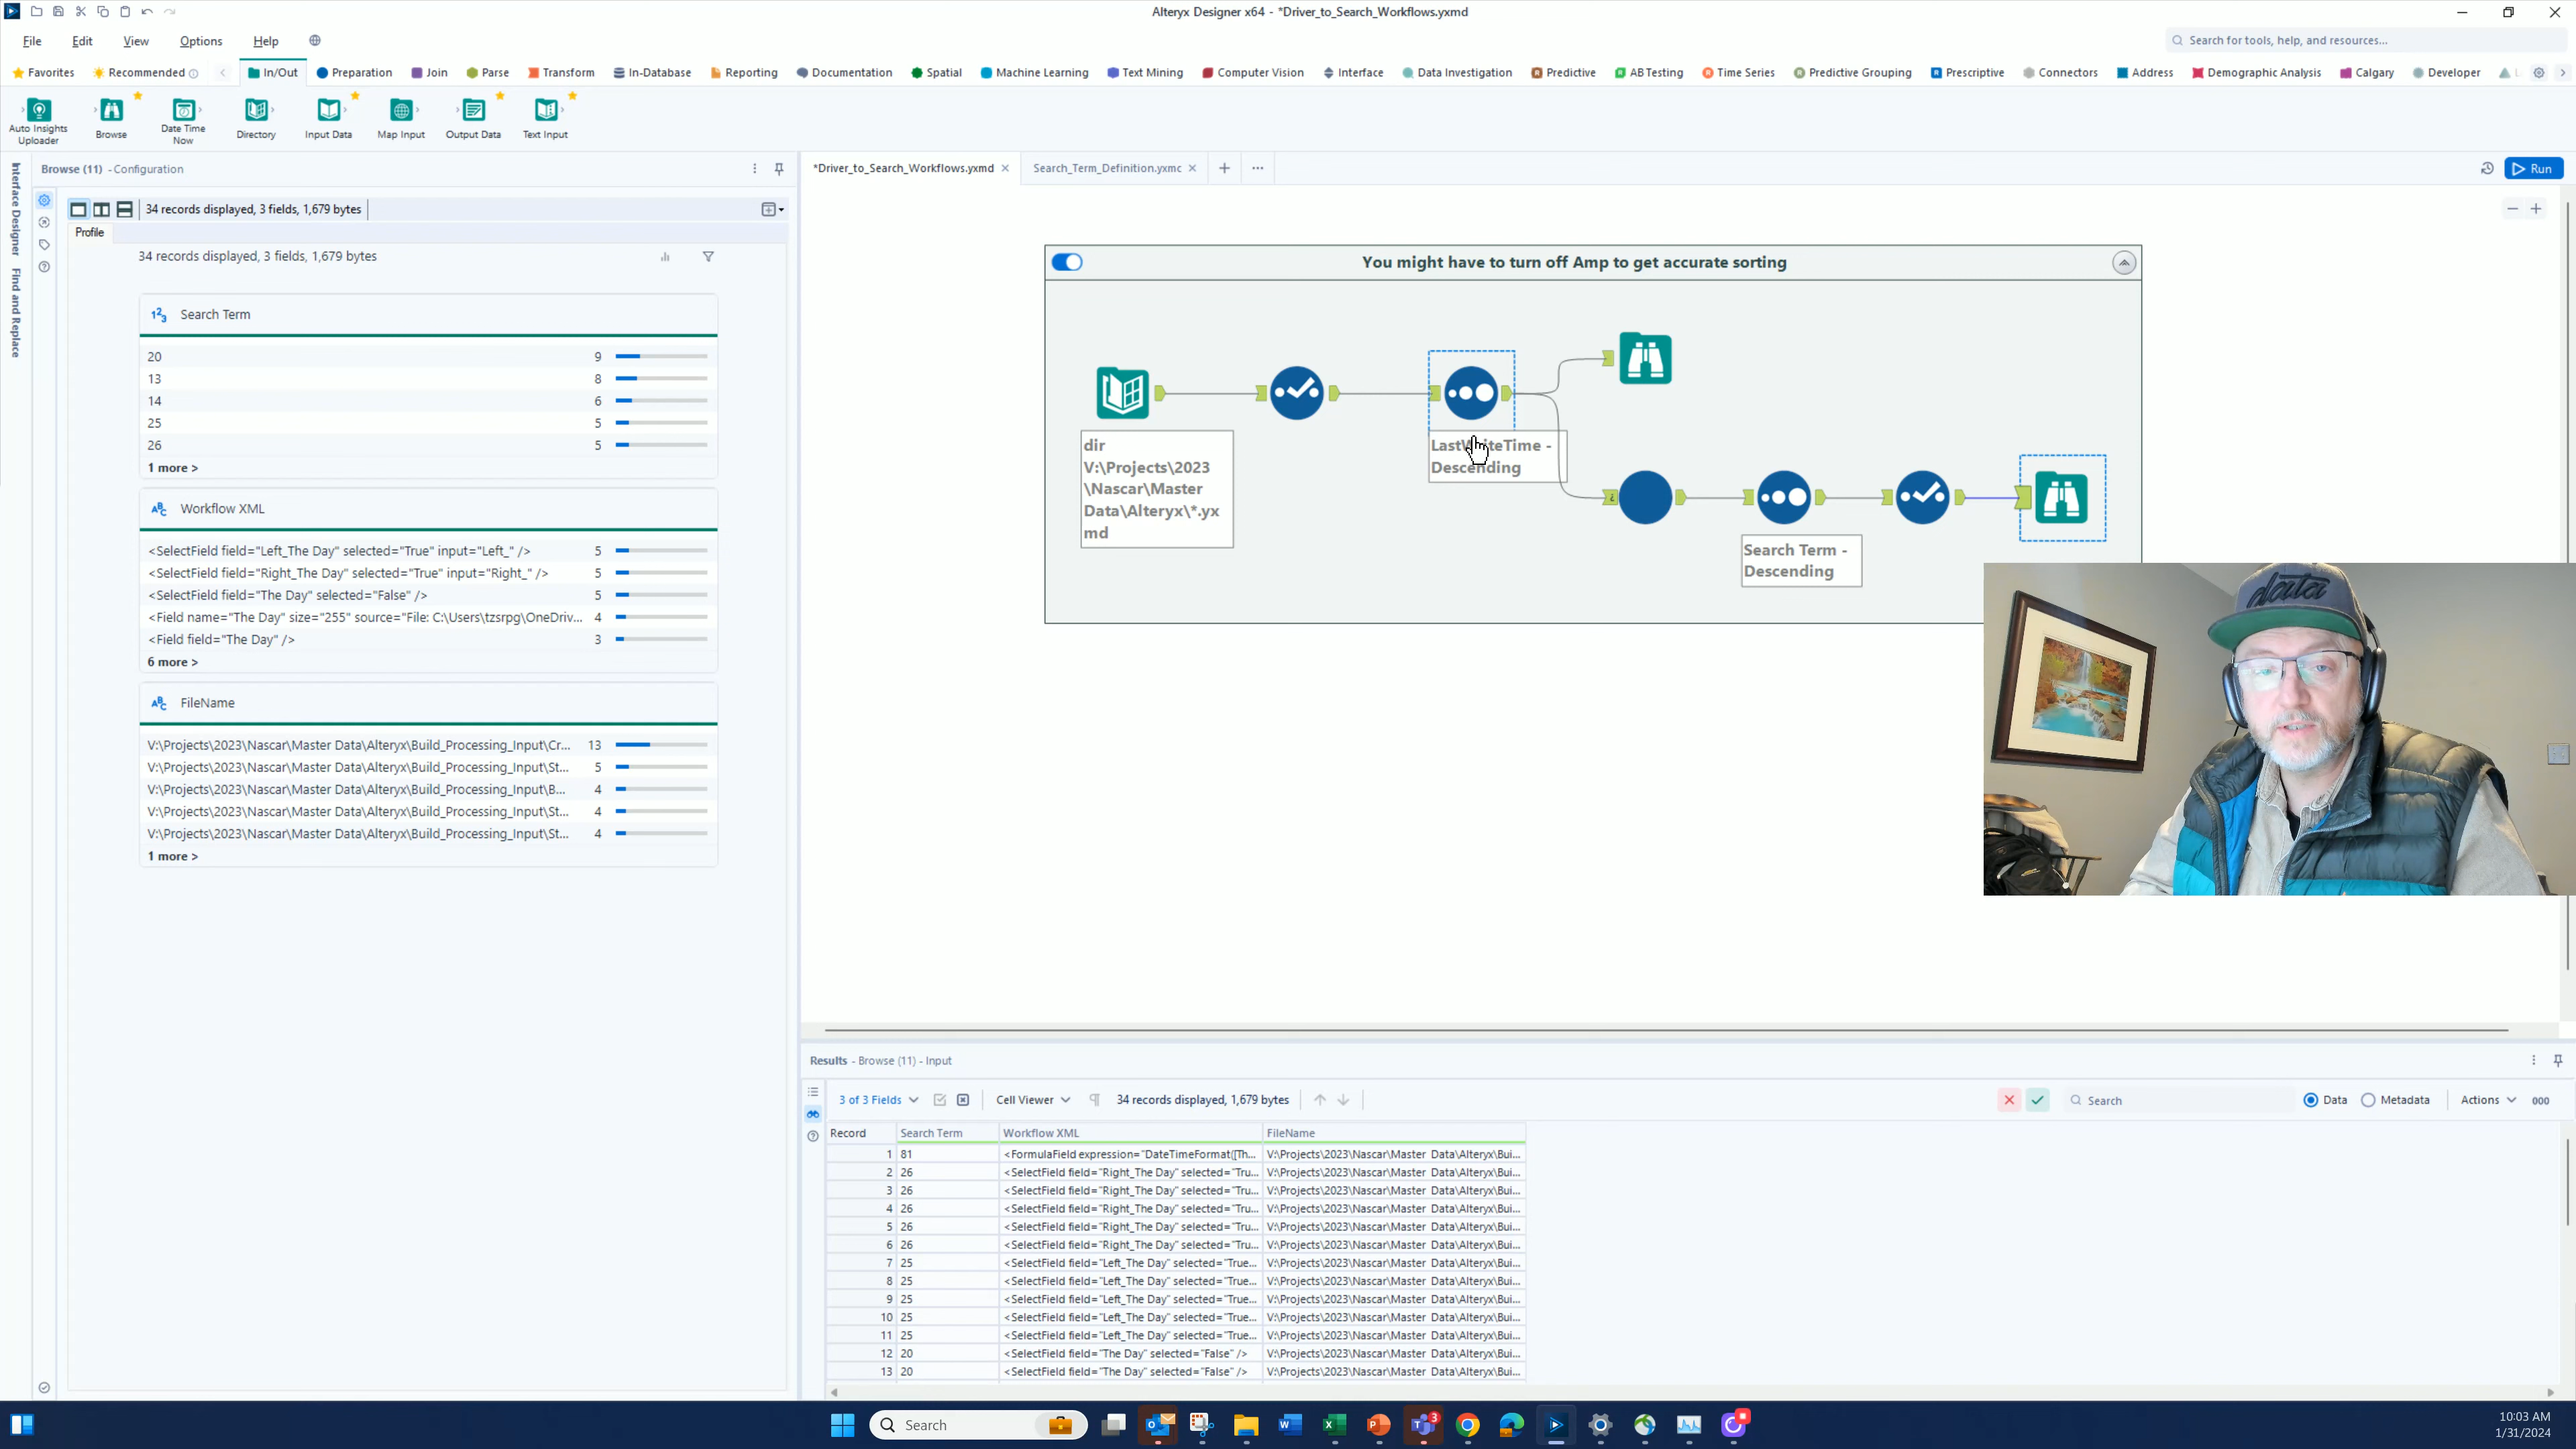 Alteryx Designer x64 - *Driver_to_Search_Workflows.yxmd
File Edit View Options Help
Search for tools, help, and resources...
Favorites Recommended In/Out Preparation Join Parse Transform In-Database Reporting Documentation Spatial Machine Learning Text Mining Computer Vision Interface Data Investigation Predictive AB Testing Time Series Predictive Grouping Prescriptive Connectors Address Demographic Analysis Calgary Developer
Auto Insights Uploader
Browse
Date Time Now
Directory
Input Data
Map Input
Output Data
Text Input
Interface Designer
Find and Replace
Browse (11) - Configuration
34 records displayed, 3 fields, 1,679 bytes
Profile
34 records displayed, 3 fields, 1,679 bytes
123 Search Term
20 9
13 8
14 6
25 5
26 5
1 more >
ABC Workflow XML
<SelectField field="Left_The Day" selected="True" input="Left_" /> 5
<SelectField field="Right_The Day" selected="True" input="Right_" /> 5
<SelectField field="The Day" selected="False" /> 5
<Field name="The Day" size="255" source="File: C:\Users\tzsrpg\OneDriv... 4
<Field field="The Day" /> 3
6 more >
ABC FileName
V:\Projects\2023\Nascar\Master Data\Alteryx\Build_Processing_Input\Cr... 13
V:\Projects\2023\Nascar\Master Data\Alteryx\Build_Processing_Input\St... 5
V:\Projects\2023\Nascar\Master Data\Alteryx\Build_Processing_Input\B... 4
V:\Projects\2023\Nascar\Master Data\Alteryx\Build_Processing_Input\St... 4
V:\Projects\2023\Nascar\Master Data\Alteryx\Build_Processing_Input\St... 4
1 more >
*Driver_to_Search_Workflows.yxmd Search_Term_Definition.yxmc
Run
You might have to turn off Amp to get accurate sorting
dir
V:\Projects\2023
\Nascar\Master
Data\Alteryx\*.yx
md
LastWriteTime -
Descending
Search Term -
Descending
data
Results - Browse (11) - Input
3 of 3 Fields Cell Viewer 34 records displayed, 1,679 bytes Search Data Metadata Actions 000
Record Search Term Workflow XML FileName
1 81 <FormulaField expression="DateTimeFormat([Th... V:\Projects\2023\Nascar\Master Data\Alteryx\Bui...
2 26 <SelectField field="Right_The Day" selected="Tru... V:\Projects\2023\Nascar\Master Data\Alteryx\Bui...
3 26 <SelectField field="Right_The Day" selected="Tru... V:\Projects\2023\Nascar\Master Data\Alteryx\Bui...
4 26 <SelectField field="Right_The Day" selected="Tru... V:\Projects\2023\Nascar\Master Data\Alteryx\Bui...
5 26 <SelectField field="Right_The Day" selected="Tru... V:\Projects\2023\Nascar\Master Data\Alteryx\Bui...
6 26 <SelectField field="Right_The Day" selected="Tru... V:\Projects\2023\Nascar\Master Data\Alteryx\Bui...
7 25 <SelectField field="Left_The Day" selected="True... V:\Projects\2023\Nascar\Master Data\Alteryx\Bui...
8 25 <SelectField field="Left_The Day" selected="True... V:\Projects\2023\Nascar\Master Data\Alteryx\Bui...
9 25 <SelectField field="Left_The Day" selected="True... V:\Projects\2023\Nascar\Master Data\Alteryx\Bui...
10 25 <SelectField field="Left_The Day" selected="True... V:\Projects\2023\Nascar\Master Data\Alteryx\Bui...
11 25 <SelectField field="Left_The Day" selected="True... V:\Projects\2023\Nascar\Master Data\Alteryx\Bui...
12 20 <SelectField field="The Day" selected="False" /> V:\Projects\2023\Nascar\Master Data\Alteryx\Bui...
13 20 <SelectField field="The Day" selected="False" /> V:\Projects\2023\Nascar\Master Data\Alteryx\Bui...
Search
3
10:03 AM
1/31/2024